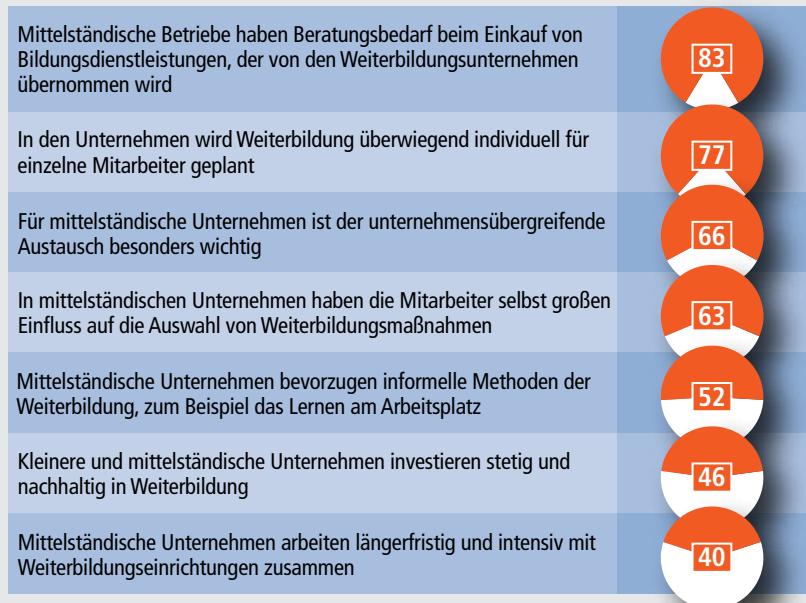 Mittelständische Betriebe haben Beratungsbedarf beim Einkauf von
Bildungsdienstleistungen, der von den Weiterbildungsunternehmen
übernommen wird
83
In den Unternehmen wird Weiterbildung überwiegend individuell für
einzelne Mitarbeiter geplant
77
Für mittelständische Unternehmen ist der unternehmensübergreifende
Austausch besonders wichtig
66
In mittelständischen Unternehmen haben die Mitarbeiter selbst großen
Einfluss auf die Auswahl von Weiterbildungsmaßnahmen
63
Mittelständische Unternehmen bevorzugen informelle Methoden der
Weiterbildung, zum Beispiel das Lernen am Arbeitsplatz
52
Kleinere und mittelständische Unternehmen investieren stetig und
nachhaltig in Weiterbildung
46
Mittelständische Unternehmen arbeiten längerfristig und intensiv mit
Weiterbildungseinrichtungen zusammen
40